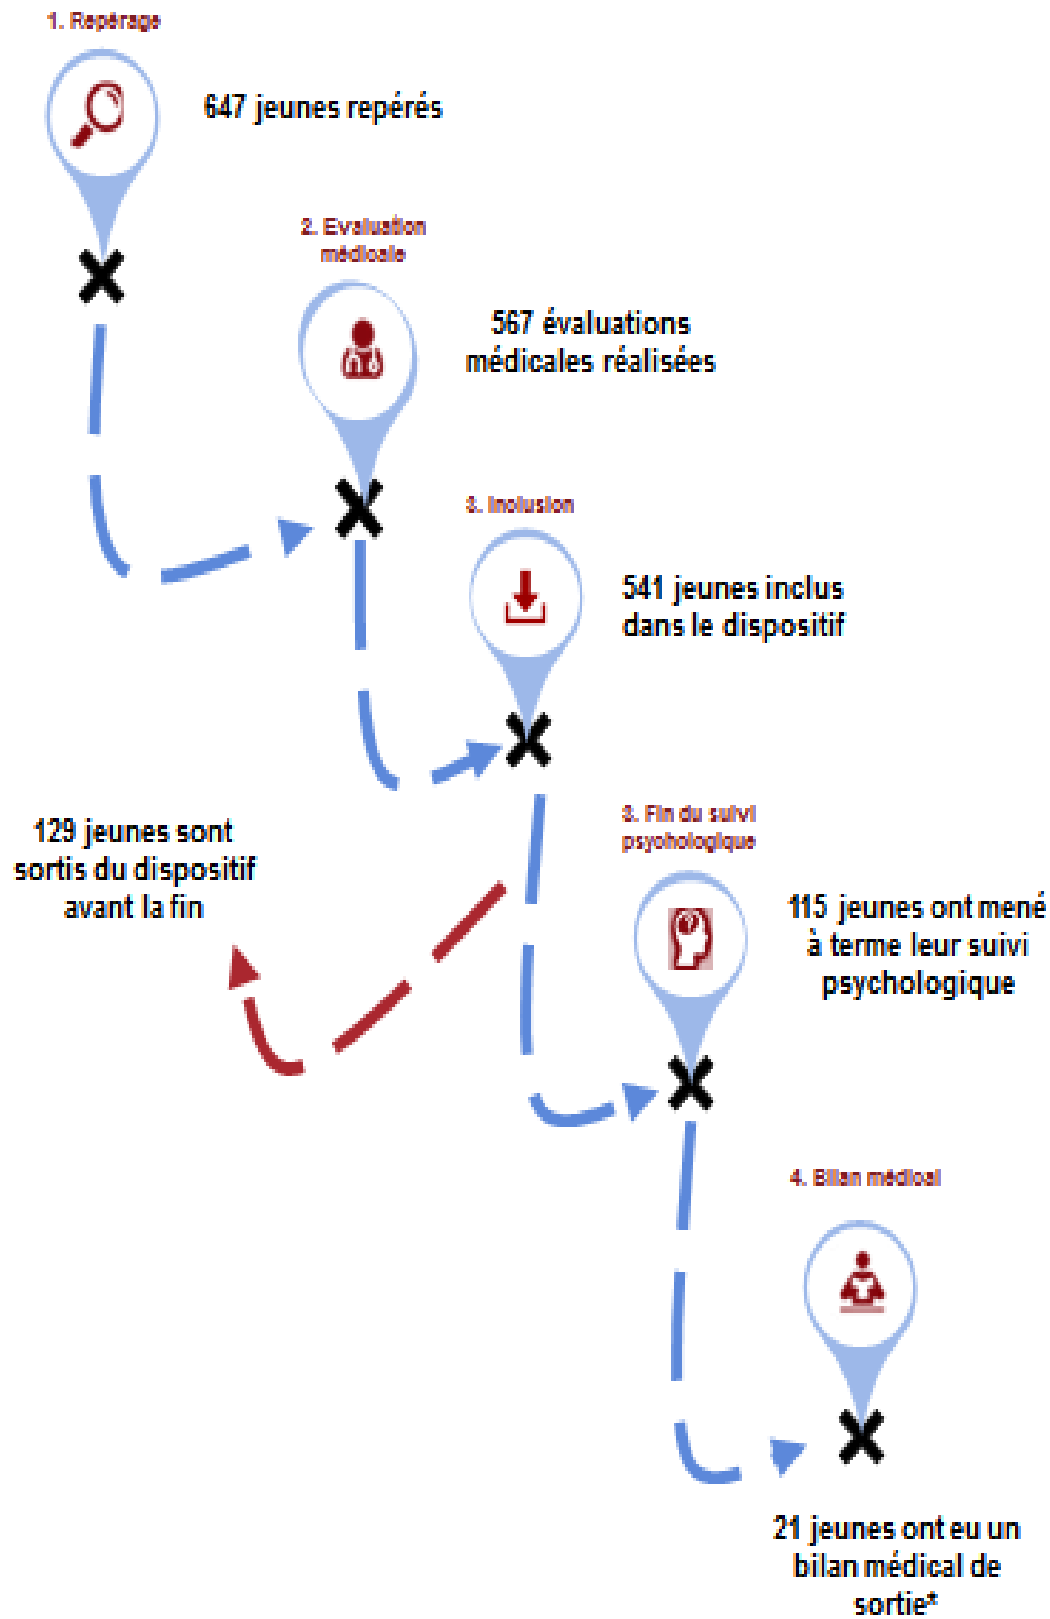 1. Repérage
647 jeunes repérés
2. Evaluation
médicale
567 évaluations
médicales réalisées
3. Inclusion
541 jeunes inclus
dans le dispositif
3. Fin du suivi
psychologique
129 jeunes sont
sortis du dispositif
avant la fin
115 jeunes ont mené
à terme leur suivi
psychologique
4. Bilan médical
21 jeunes ont eu un
bilan médical de
sortie*